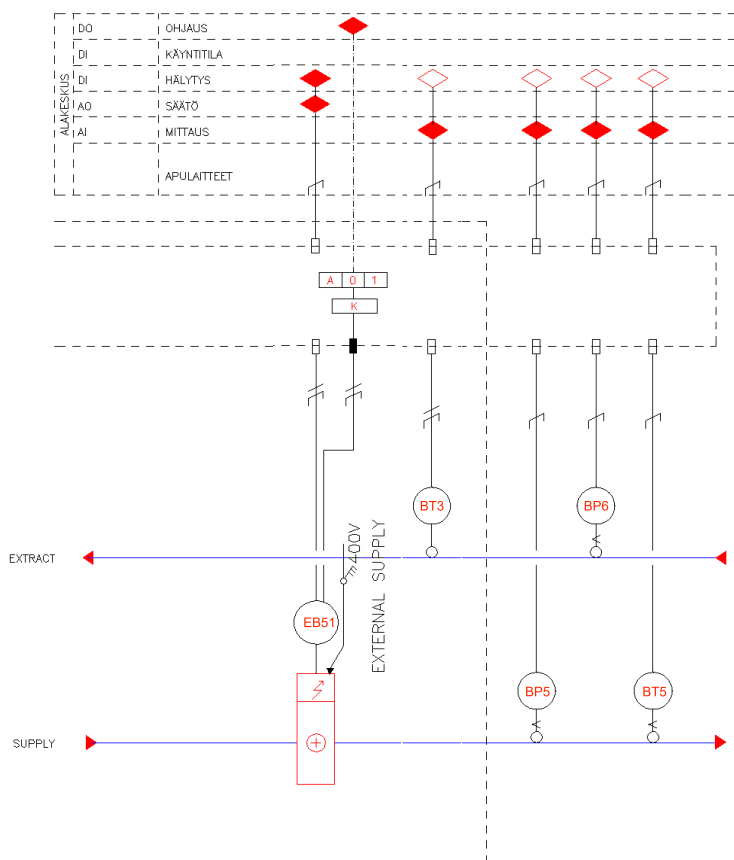 ALAKESKUS
DO OHJAUS
DI KÄYNTITILA
DI HÄLYTYS
AO SÄÄTÖ
AI MITTAUS
APULAITTEET
A 0 1
K
BT3
BP6
400V
EXTERNAL SUPPLY
EXTRACT
EB51
BP5
BT5
SUPPLY